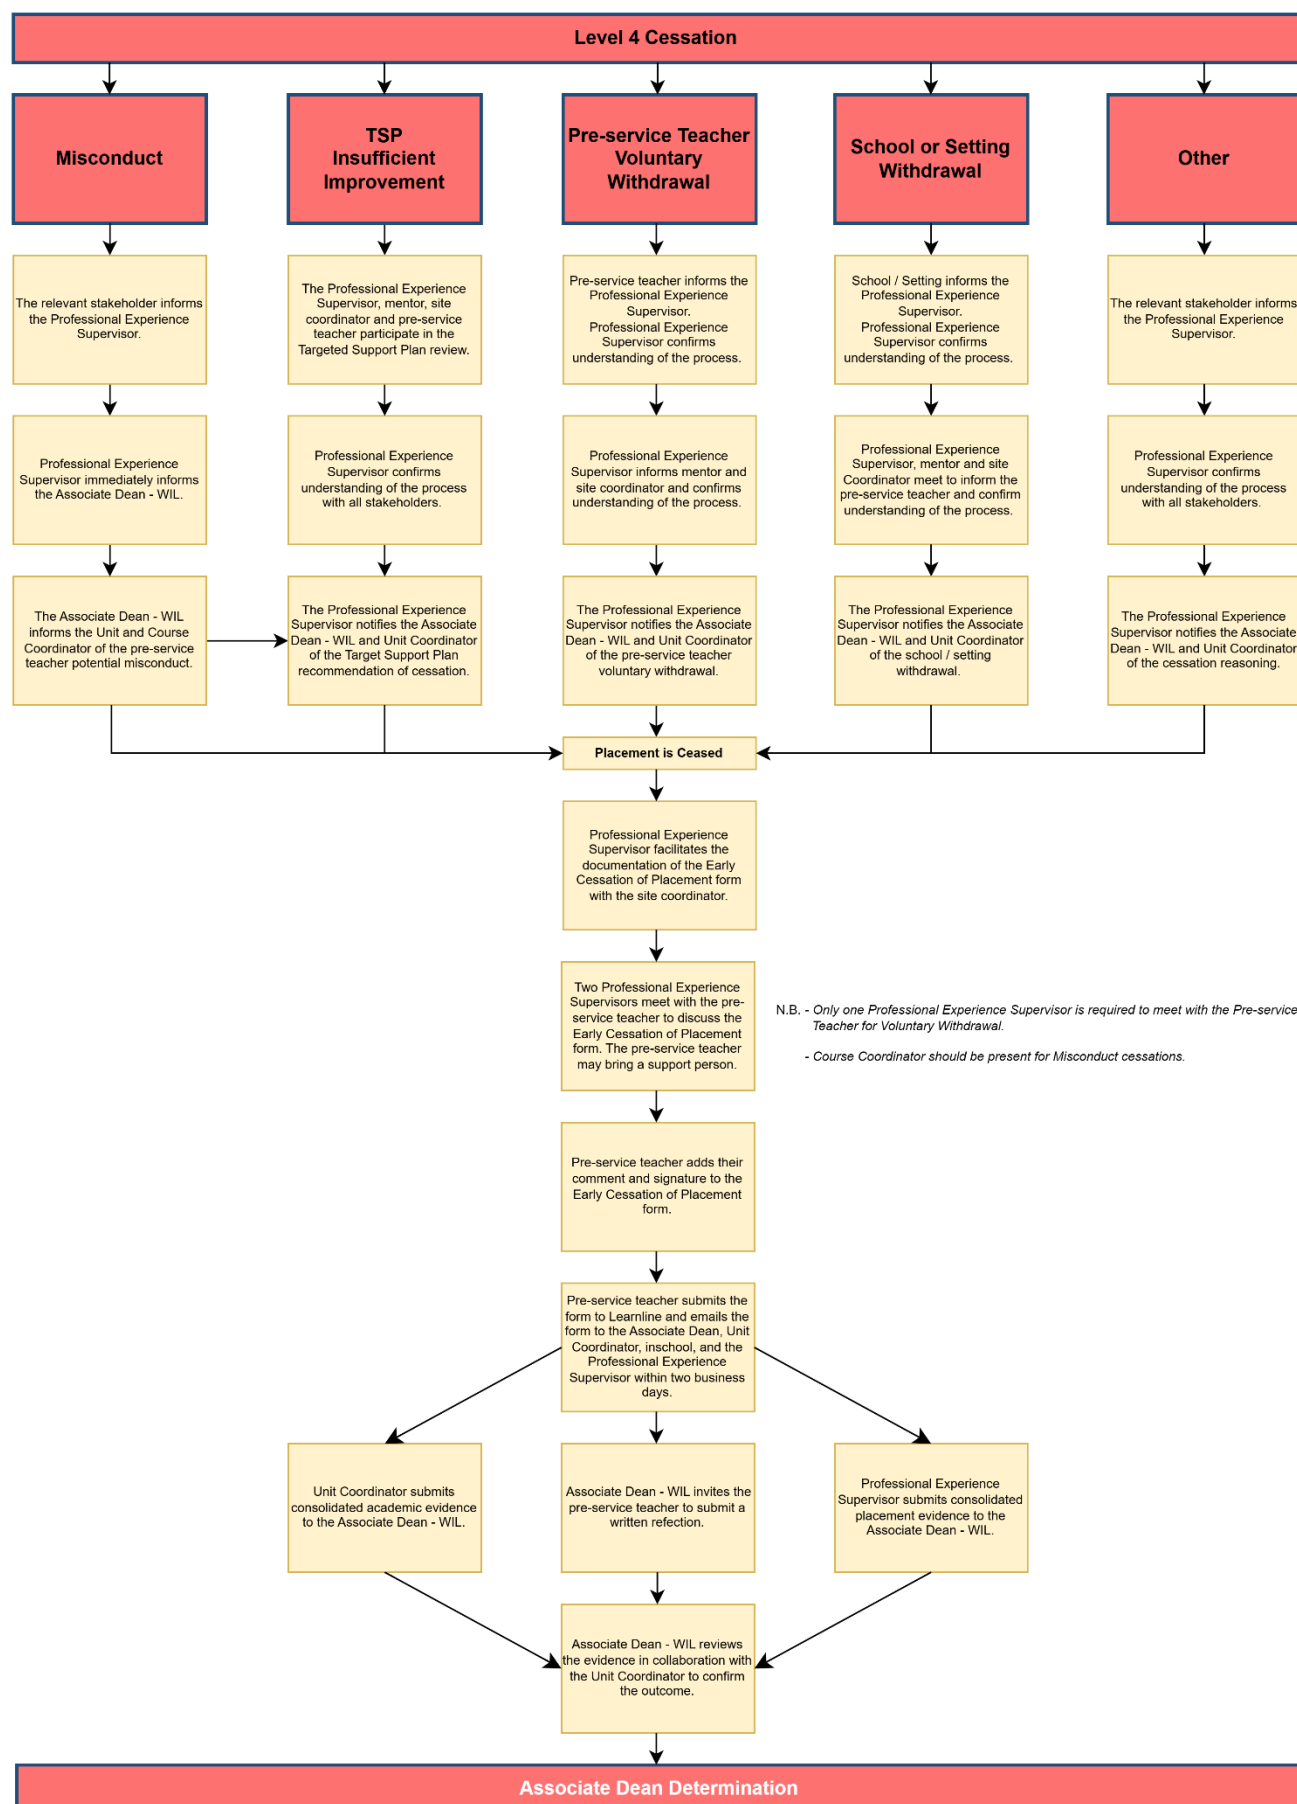 Level 4 Cessation
Misconduct
TSP
Insufficient
Improvement
Pre-service Teacher
Voluntary
Withdrawal
School or Setting
Withdrawal
Other
The relevant stakeholder informs
the Professional Experience
Supervisor.
The Professional Experience
Supervisor, mentor, site
coordinator and pre-service
teacher participate in the
Targeted Support Plan review.
Pre-service teacher informs the
Professional Experience
Supervisor.
Professional Experience
Supervisor confirms
understanding of the process.
School / Setting informs the
Professional Experience
Supervisor.
Professional Experience
Supervisor confirms
understanding of the process.
The relevant stakeholder informs
the Professional Experience
Supervisor.
Professional Experience
Supervisor immediately informs
the Associate Dean - WIL.
Professional Experience
Supervisor confirms
understanding of the process
with all stakeholders.
Professional Experience
Supervisor informs mentor and
site coordinator and confirms
understanding of the process.
Professional Experience
Supervisor, mentor and site
Coordinator meet to inform the
pre-service teacher and confirm
understanding of the process.
Professional Experience
Supervisor confirms
understanding of the process
with all stakeholders.
The Associate Dean - WIL
informs the Unit and Course
Coordinator of the pre-service
teacher potential misconduct.
The Professional Experience
Supervisor notifies the Associate
Dean - WIL and Unit Coordinator
of the Target Support Plan
recommendation of cessation.
The Professional Experience
Supervisor notifies the Associate
Dean - WIL and Unit Coordinator
of the pre-service teacher
voluntary withdrawal.
The Professional Experience
Supervisor notifies the Associate
Dean - WIL and Unit Coordinator
of the school / setting
withdrawal.
The Professional Experience
Supervisor notifies the Associate
Dean - WIL and Unit Coordinator
of the cessation reasoning.
Placement is Ceased
Professional Experience
Supervisor facilitates the
documentation of the Early
Cessation of Placement form
with the site coordinator.
Two Professional Experience
Supervisors meet with the pre-
service teacher to discuss the
Early Cessation of Placement
form. The pre-service teacher
may bring a support person.
N.B. - Only one Professional Experience Supervisor is required to meet with the Pre-service
Teacher for Voluntary Withdrawal.
- Course Coordinator should be present for Misconduct cessations.
Pre-service teacher adds their
comment and signature to the
Early Cessation of Placement
form.
Pre-service teacher submits the
form to Learnline and emails the
form to the Associate Dean, Unit
Coordinator, inschool, and the
Professional Experience
Supervisor within two business
days.
Unit Coordinator submits
consolidated academic evidence
to the Associate Dean - WIL.
Associate Dean - WIL invites the
pre-service teacher to submit a
written refection.
Professional Experience
Supervisor submits consolidated
placement evidence to the
Associate Dean - WIL.
Associate Dean - WIL reviews
the evidence in collaboration with
the Unit Coordinator to confirm
the outcome.
Associate Dean Determination